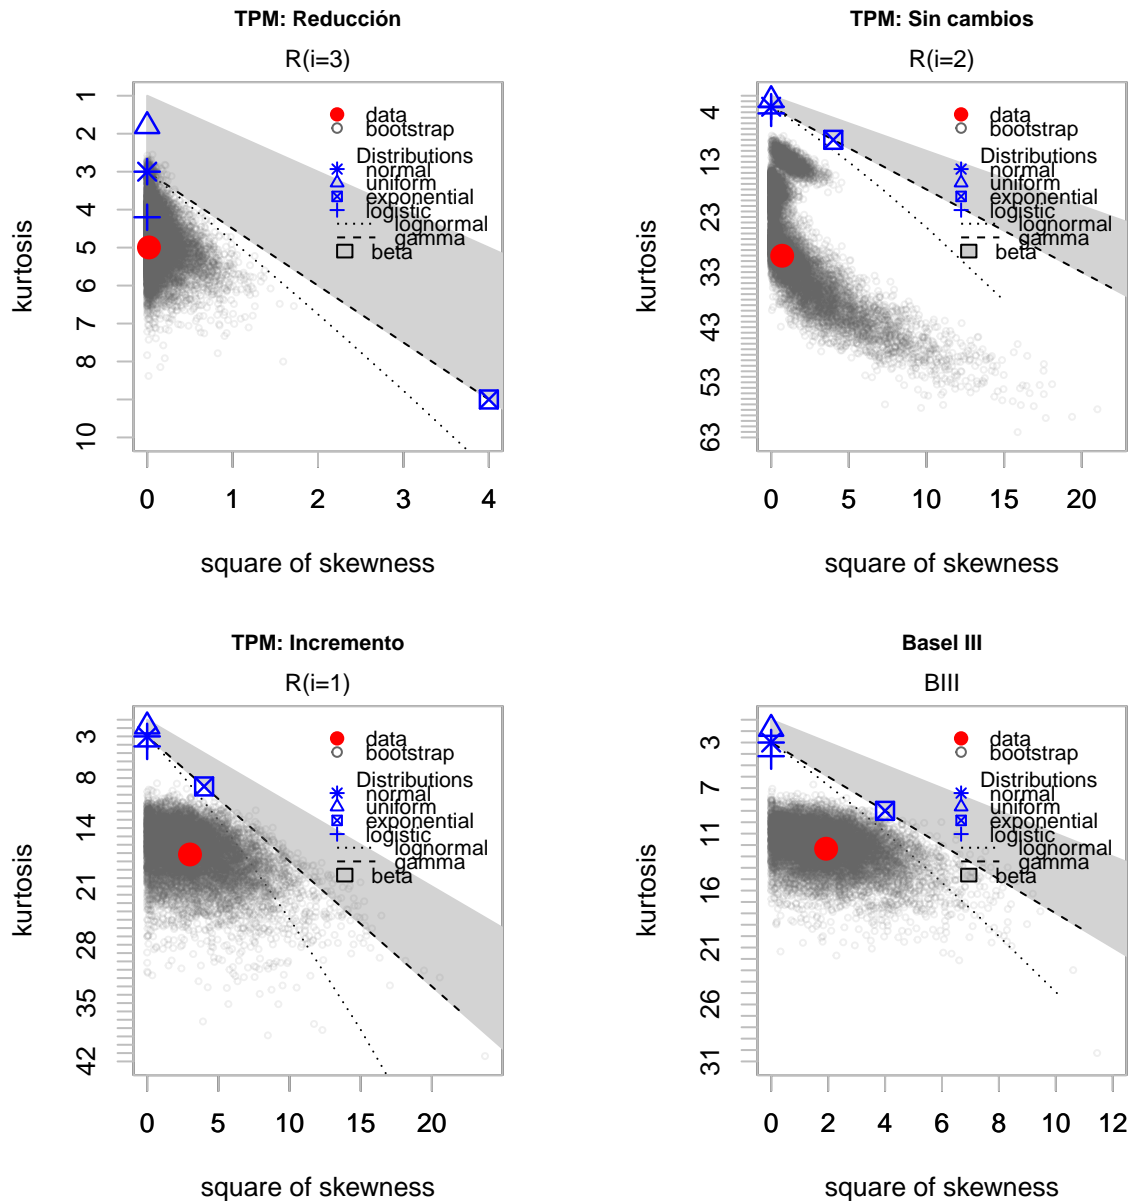 TPM: Reducción
R(i=3)
kurtosis
1
2
3
4
5
6
7
8
10
data
bootstrap
Distributions
normal
uniform
exponential
logistic
lognormal
gamma
beta
0 1 2 3 4
square of skewness
TPM: Sin cambios
R(i=2)
kurtosis
4
13
23
33
43
53
63
data
bootstrap
Distributions
normal
uniform
exponential
logistic
lognormal
gamma
beta
0 5 10 15 20
square of skewness
TPM: Incremento
R(i=1)
kurtosis
3
8
14
21
28
35
42
data
bootstrap
Distributions
normal
uniform
exponential
logistic
lognormal
gamma
beta
0 5 10 15 20
square of skewness
Basel III
BIII
kurtosis
3
7
11
16
21
26
31
data
bootstrap
Distributions
normal
uniform
exponential
logistic
lognormal
gamma
beta
0 2 4 6 8 10 12
square of skewness